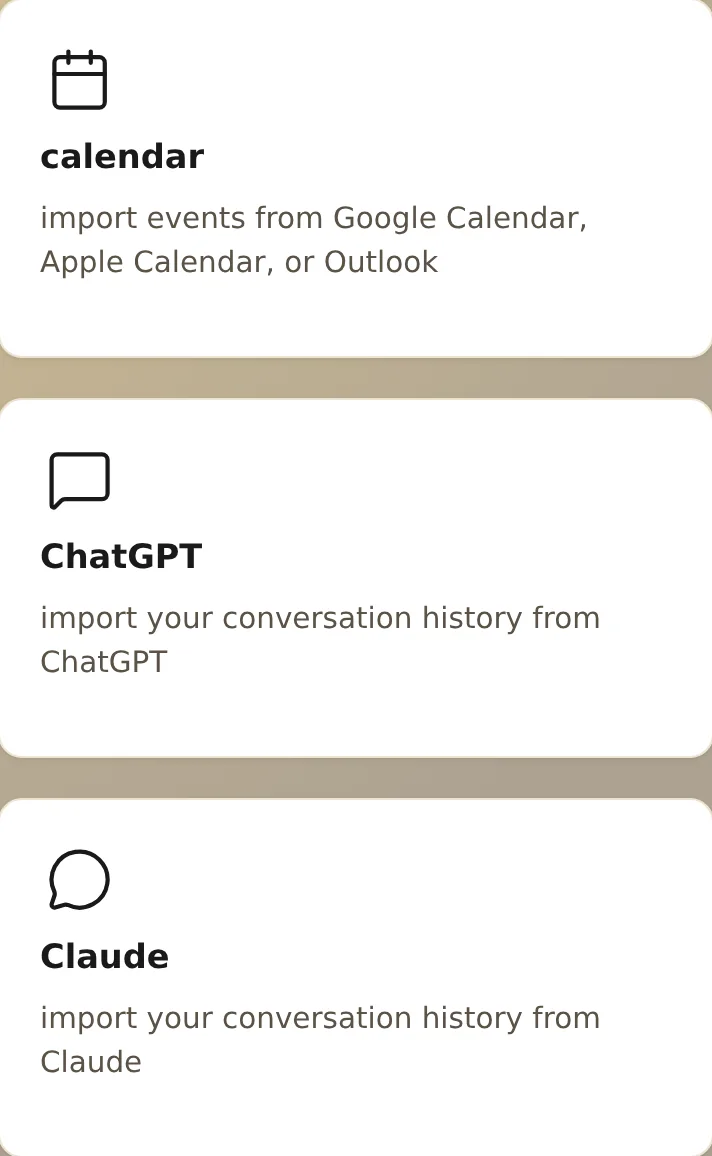 calendar
import events from Google Calendar,
Apple Calendar, or Outlook
ChatGPT
import your conversation history from
ChatGPT
Claude
import your conversation history from
Claude